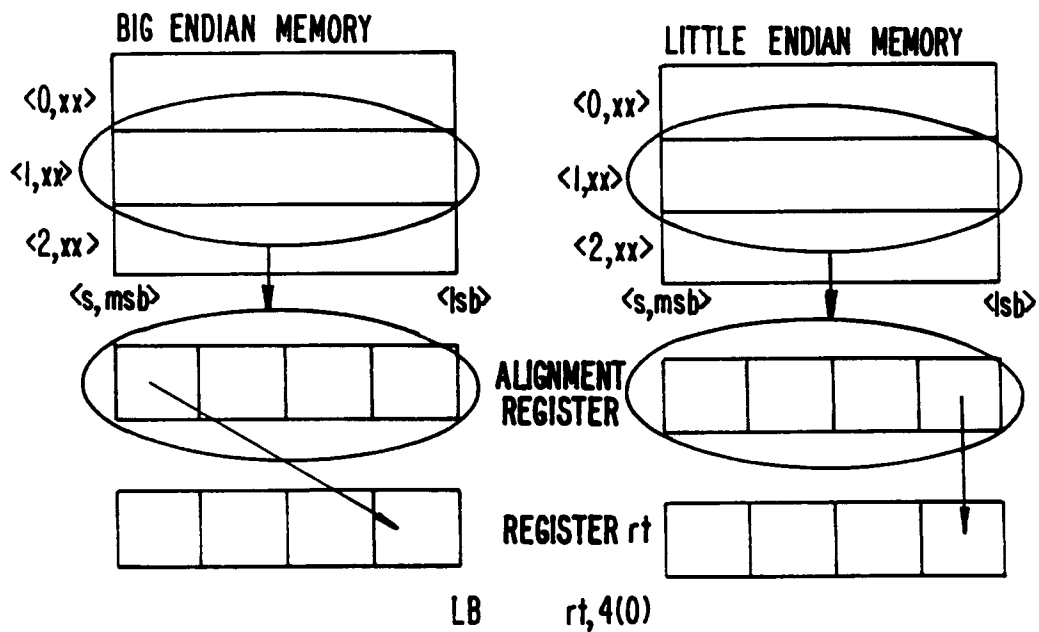 BIG ENDIAN MEMORY
LITTLE ENDIAN MEMORY
<0,xx>
<0,xx>
<1,xx>
<1,xx>
<2,xx>
<2,xx>
<s,msb>
<lsb>
<s,msb>
<lsb>
ALIGNMENT
REGISTER
REGISTER rt
LB rt,4(0)